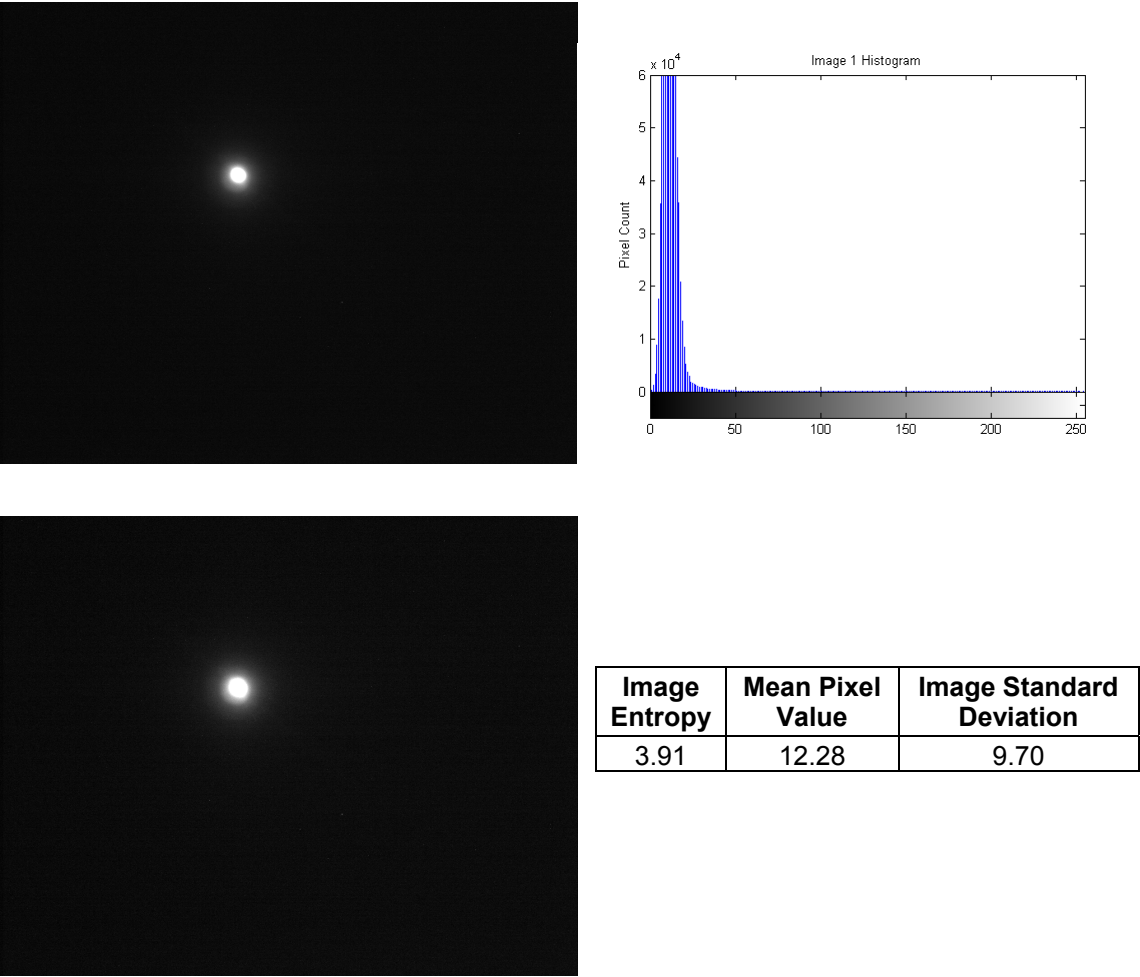 Image 1 Histogram
x 10^4
6
5
4
3
2
1
0
Pixel Count
0 50 100 150 200 250
Image Entropy
Mean Pixel Value
Image Standard Deviation
3.91 12.28 9.70